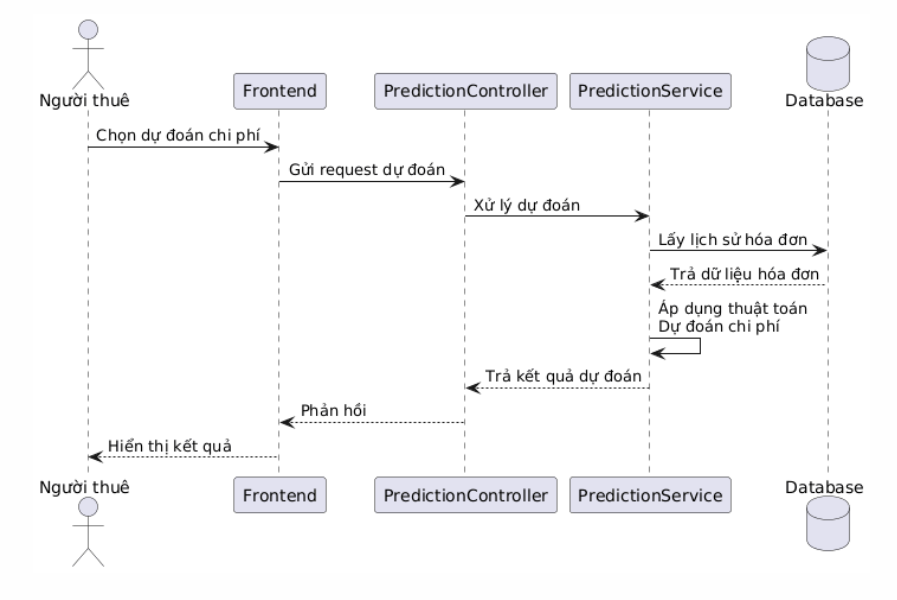 Người thuê
Frontend
PredictionController
PredictionService
Database
Chọn dự đoán chi phí
Gửi request dự đoán
Xử lý dự đoán
Lấy lịch sử hóa đơn
Trả dữ liệu hóa đơn
Áp dụng thuật toán
Dự đoán chi phí
Trả kết quả dự đoán
Phản hồi
Hiển thị kết quả
Người thuê
Frontend
PredictionController
PredictionService
Database